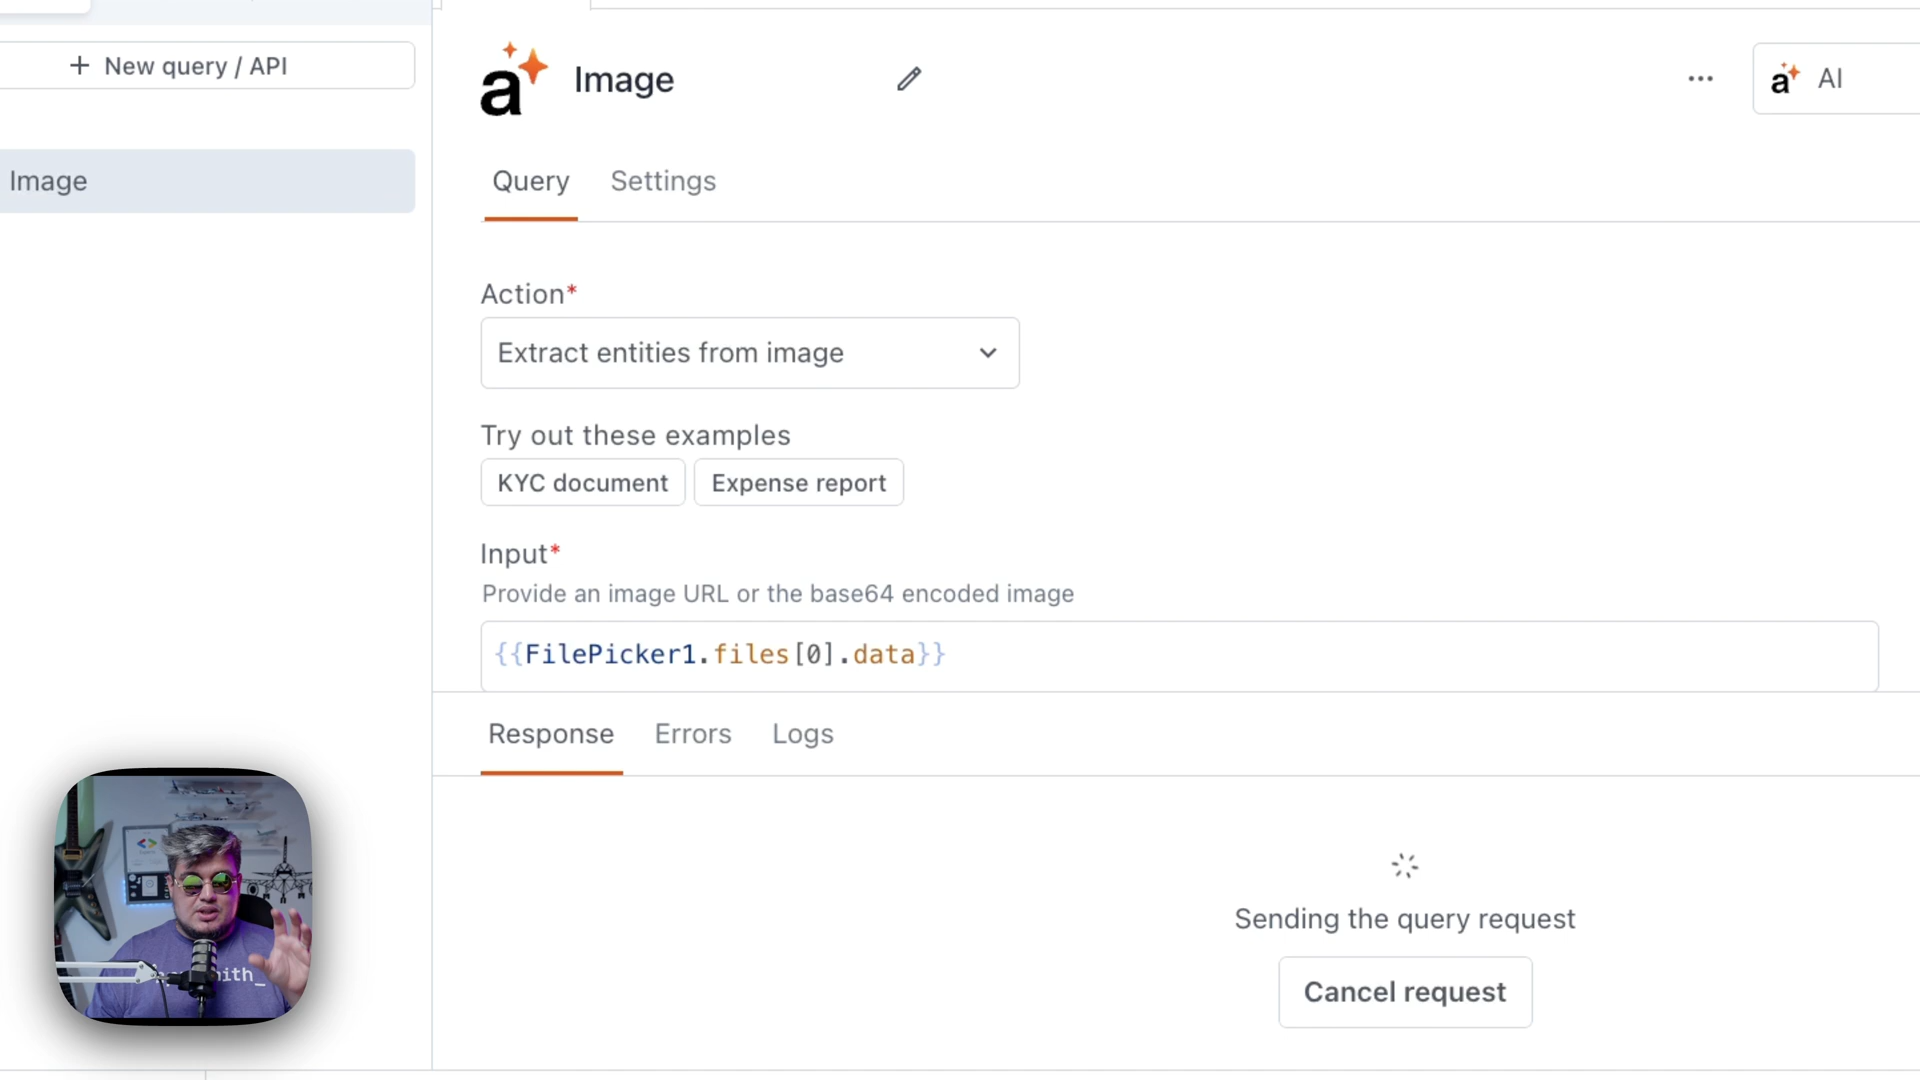 + New query / API
Image
a
Image
... a AI
Query Settings
Action*
Extract entities from image
Try out these examples
KYC document Expense report
Input*
Provide an image URL or the base64 encoded image
{{FilePicker1.files[0].data}}
Response Errors Logs
Sending the query request
Cancel request